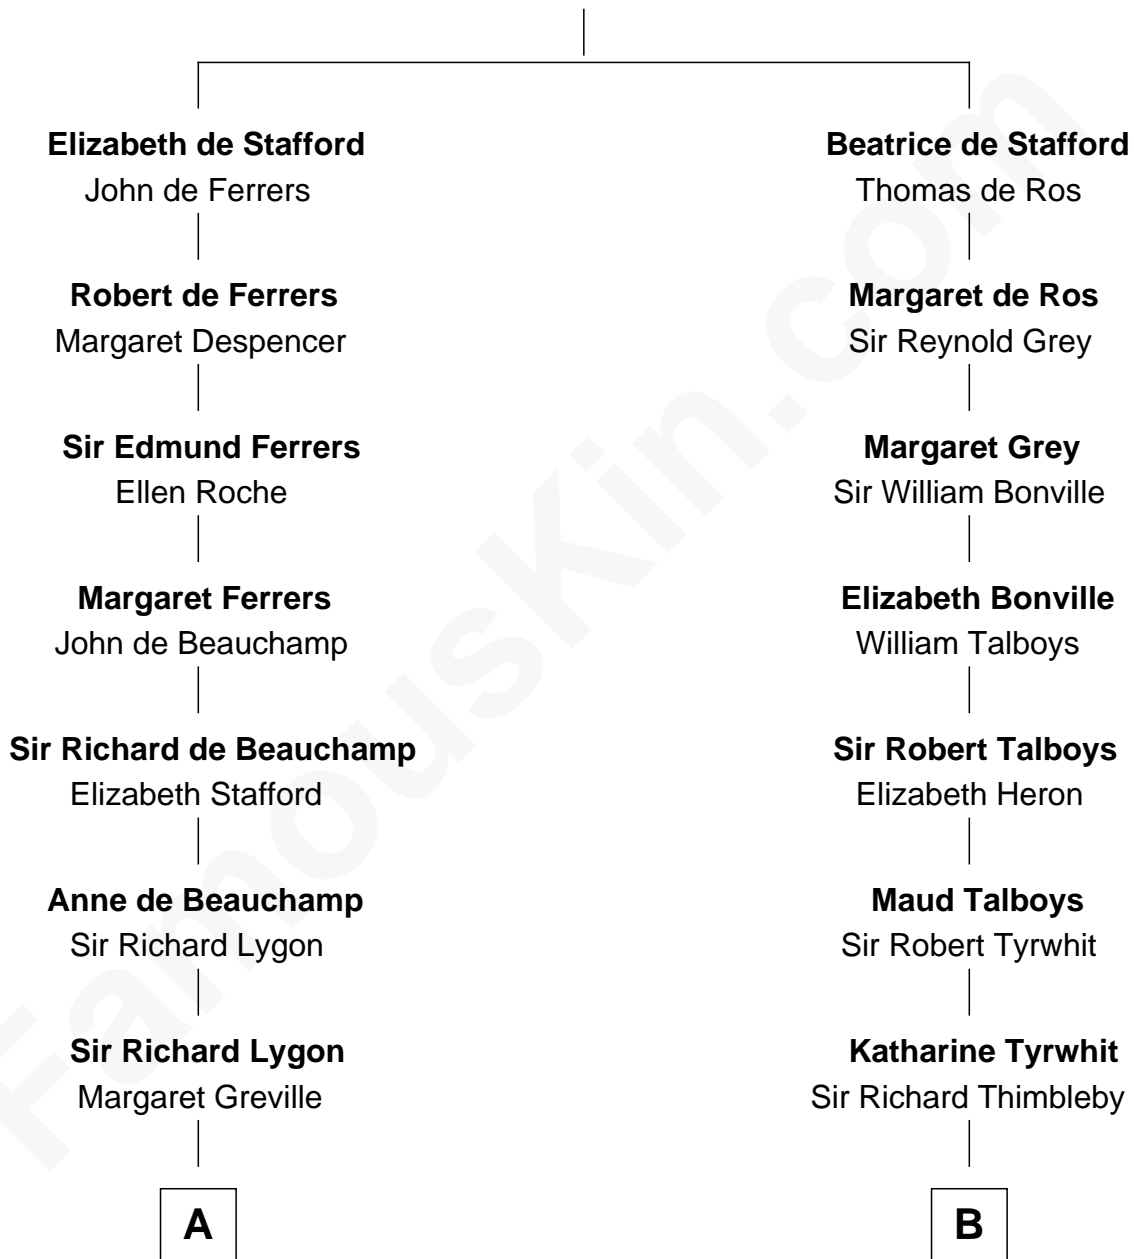 Elizabeth de Stafford
John de Ferrers
Robert de Ferrers
Margaret Despencer
Sir Edmund Ferrers
Ellen Roche
Margaret Ferrers
John de Beauchamp
Sir Richard de Beauchamp
Elizabeth Stafford
Anne de Beauchamp
Sir Richard Lygon
Sir Richard Lygon
Margaret Greville
A
Beatrice de Stafford
Thomas de Ros
Margaret de Ros
Sir Reynold Grey
Margaret Grey
Sir William Bonville
Elizabeth Bonville
William Talboys
Sir Robert Talboys
Elizabeth Heron
Maud Talboys
Sir Robert Tyrwhit
Katharine Tyrwhit
Sir Richard Thimbleby
B
FamousKin.com